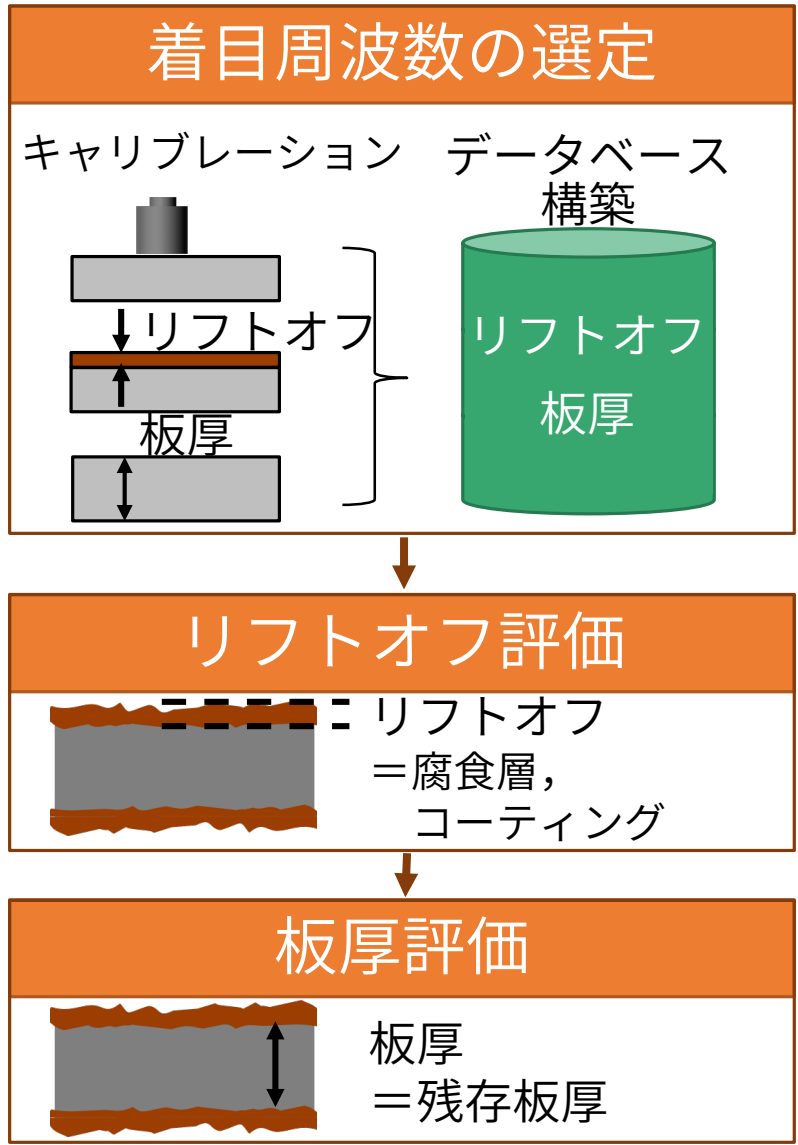 着目周波数の選定
キャリブレーション
データベース
構築
リフトオフ
板厚
リフトオフ
板厚
リフトオフ評価
リフトオフ
＝腐食層，
コーティング
板厚評価
板厚
＝残存板厚